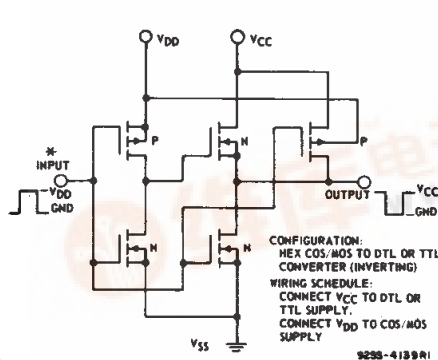 VDD
VCC
P
N
P
*
INPUT
VDD
GND
OUTPUT
VCC
GND
N
N
CONFIGURATION:
HEX COS/MOS TO DTL OR TTL
CONVERTER (INVERTING)
WIRING SCHEDULE:
CONNECT VCC TO DTL OR
TTL SUPPLY.
CONNECT VDD TO COS/MOS
SUPPLY
VSS
92SS-4139R1